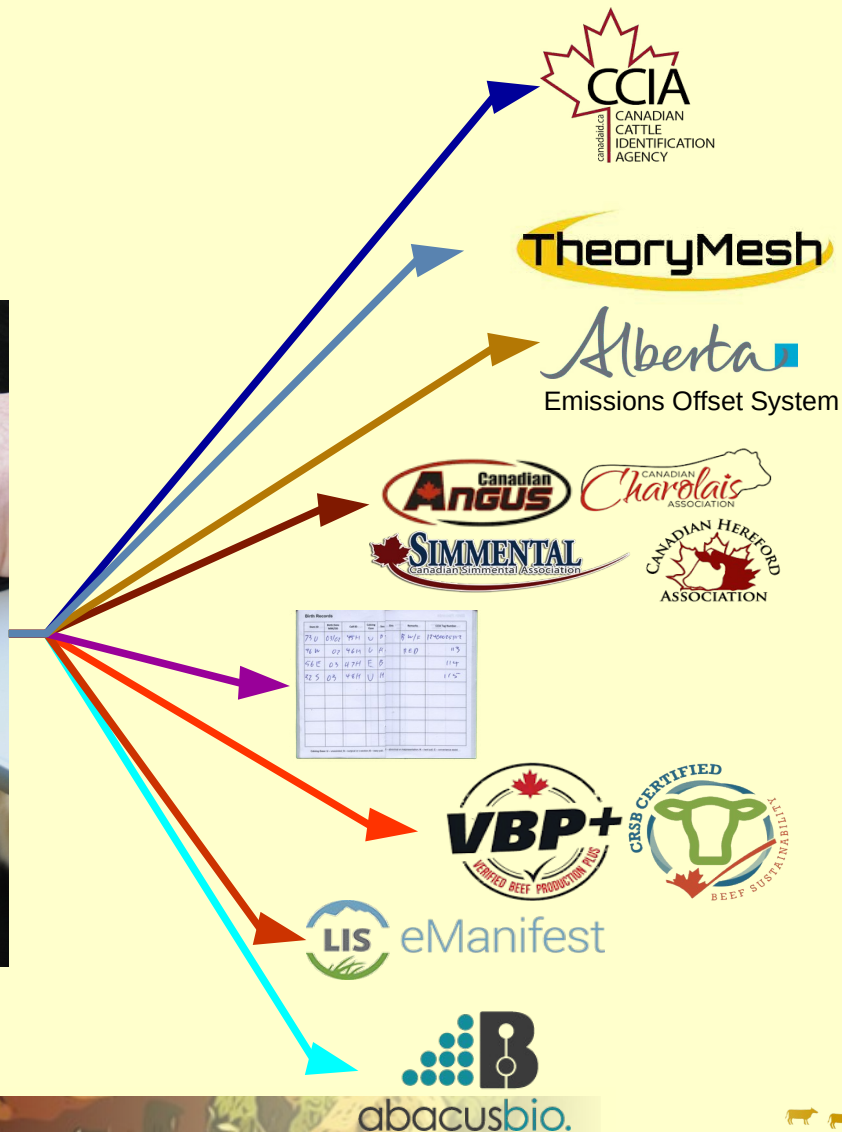 CCIA
canadaid.ca
CANADIAN
CATTLE
IDENTIFICATION
AGENCY
TheoryMesh
Alberta
Emissions Offset System
Canadian
ANGUS
CANADIAN
Charolais
ASSOCIATION
SIMMENTAL
Canadian Simmental Association
CANADIAN HEREFORD
ASSOCIATION
Birth Records
VBP+
VERIFIED BEEF PRODUCTION PLUS
CRSB CERTIFIED
BEEF SUSTAINABILITY
LIS
eManifest
B
abacusbio.